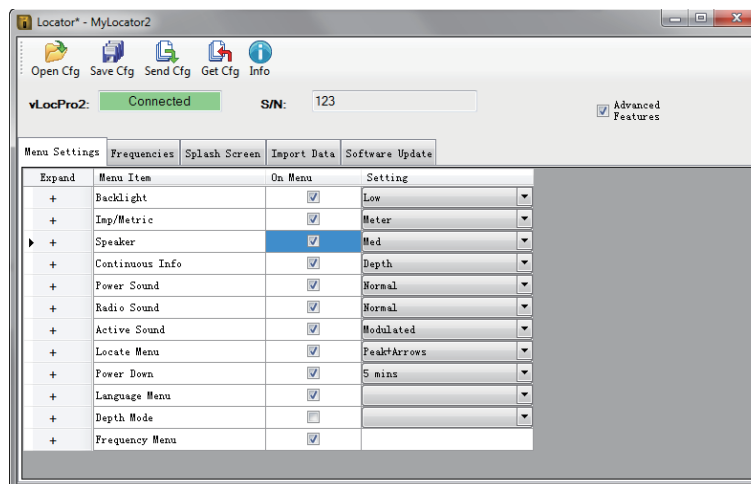 Locator* - MyLocator2
Open Cfg Save Cfg Send Cfg Get Cfg Info
vLocPro2: Connected S/N: 123 Advanced
Features
Menu Settings Frequencies Splash Screen Import Data Software Update
Expand Menu Item On Menu Setting
+ Backlight Low
+ Imp/Metric Meter
+ Speaker Med
+ Continuous Info Depth
+ Power Sound Normal
+ Radio Sound Normal
+ Active Sound Modulated
+ Locate Menu Peak+Arrows
+ Power Down 5 mins
+ Language Menu
+ Depth Mode
+ Frequency Menu